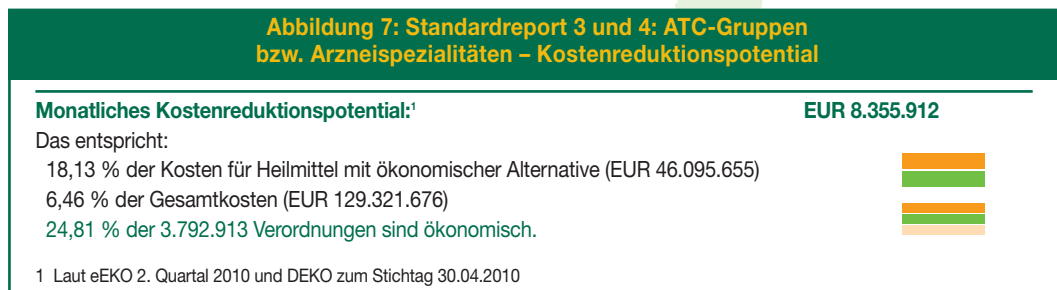 Abbildung 7: Standardreport 3 und 4: ATC-Gruppen
bzw. Arzneispezialitäten – Kostenreduktionspotential
Monatliches Kostenreduktionspotential:¹ EUR 8.355.912
Das entspricht:
18,13 % der Kosten für Heilmittel mit ökonomischer Alternative (EUR 46.095.655)
6,46 % der Gesamtkosten (EUR 129.321.676)
24,81 % der 3.792.913 Verordnungen sind ökonomisch.
1 Laut eEKO 2. Quartal 2010 und DEKO zum Stichtag 30.04.2010